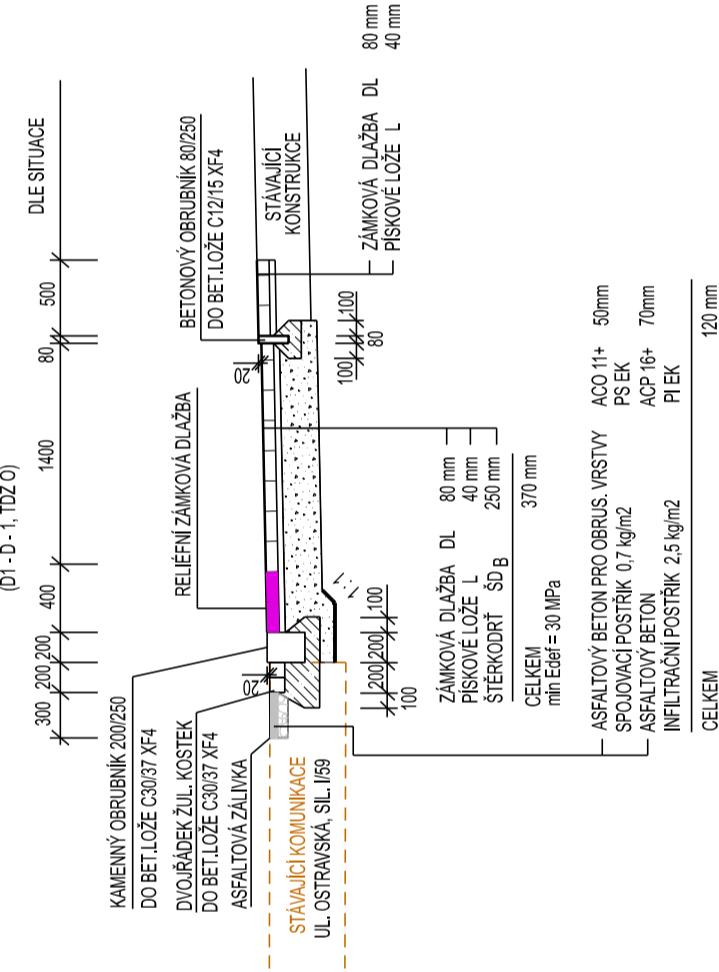 (D1 - D - 1, TDZ O)
300
200
200
400
1400
80
500
DLE SITUACE
KAMENNÝ OBRUBNÍK 200/250
DO BET.LOŽE C30/37 XF4
DVOJŘÁDEK ŽUL. KOSTEK
DO BET.LOŽE C30/37 XF4
ASFALTOVÁ ZÁLIVKA
RELIÉFNÍ ZÁMKOVÁ DLAŽBA
BETONOVÝ OBRUBNÍK 80/250
DO BET.LOŽE C12/15 XF4
STÁVAJÍCÍ
KONSTRUKCE
20
20
STÁVAJÍCÍ KOMUNIKACE
UL. OSTRAVSKÁ, SIL. I/59
1:1
100
200
200
100
100
80
100
ZÁMKOVÁ DLAŽBA DL 80 mm
PÍSKOVÉ LOŽE L 40 mm
ZÁMKOVÁ DLAŽBA DL 80 mm
PÍSKOVÉ LOŽE L 40 mm
ŠTĚRKODRŤ ŠDB 250 mm
CELKEM 370 mm
min Edef = 30 MPa
ASFALTOVÝ BETON PRO OBRUS. VRSTVY ACO 11+ 50mm
SPOJOVACÍ POSTŘIK 0,7 kg/m2 PS EK
ASFALTOVÝ BETON ACP 16+ 70mm
INFILTRAČNÍ POSTŘIK 2,5 kg/m2 PI EK
CELKEM 120 mm